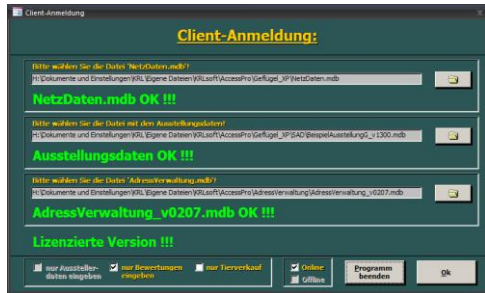 Client-Anmeldung
Client-Anmeldung:
Bitte wählen Sie die Datei 'NetzDaten.mdb'!
H:\Dokumente und Einstellungen\KRL\Eigene Dateien\KRLsoft\AccessPro\Geflügel_XP\NetzDaten.mdb
NetzDaten.mdb OK !!!
Bitte wählen Sie die Datei mit den Ausstellungsdaten!
H:\Dokumente und Einstellungen\KRL\Eigene Dateien\KRLsoft\AccessPro\Geflügel_XP\SAD\BeispielAusstellungG_v1300.mdb
Ausstellungsdaten OK !!!
Bitte wählen Sie die Datei 'AdressVerwaltung.mdb'!
H:\Dokumente und Einstellungen\KRL\Eigene Dateien\KRLsoft\AccessPro\AdressVerwaltung\AdressVerwaltung_v0207.mdb
AdressVerwaltung_v0207.mdb OK !!!
Lizenzierte Version !!!
nur Aussteller-
daten eingeben
nur Bewertungen
eingeben
nur Tierverkauf
Online
Offline
Programm
beenden
Ok